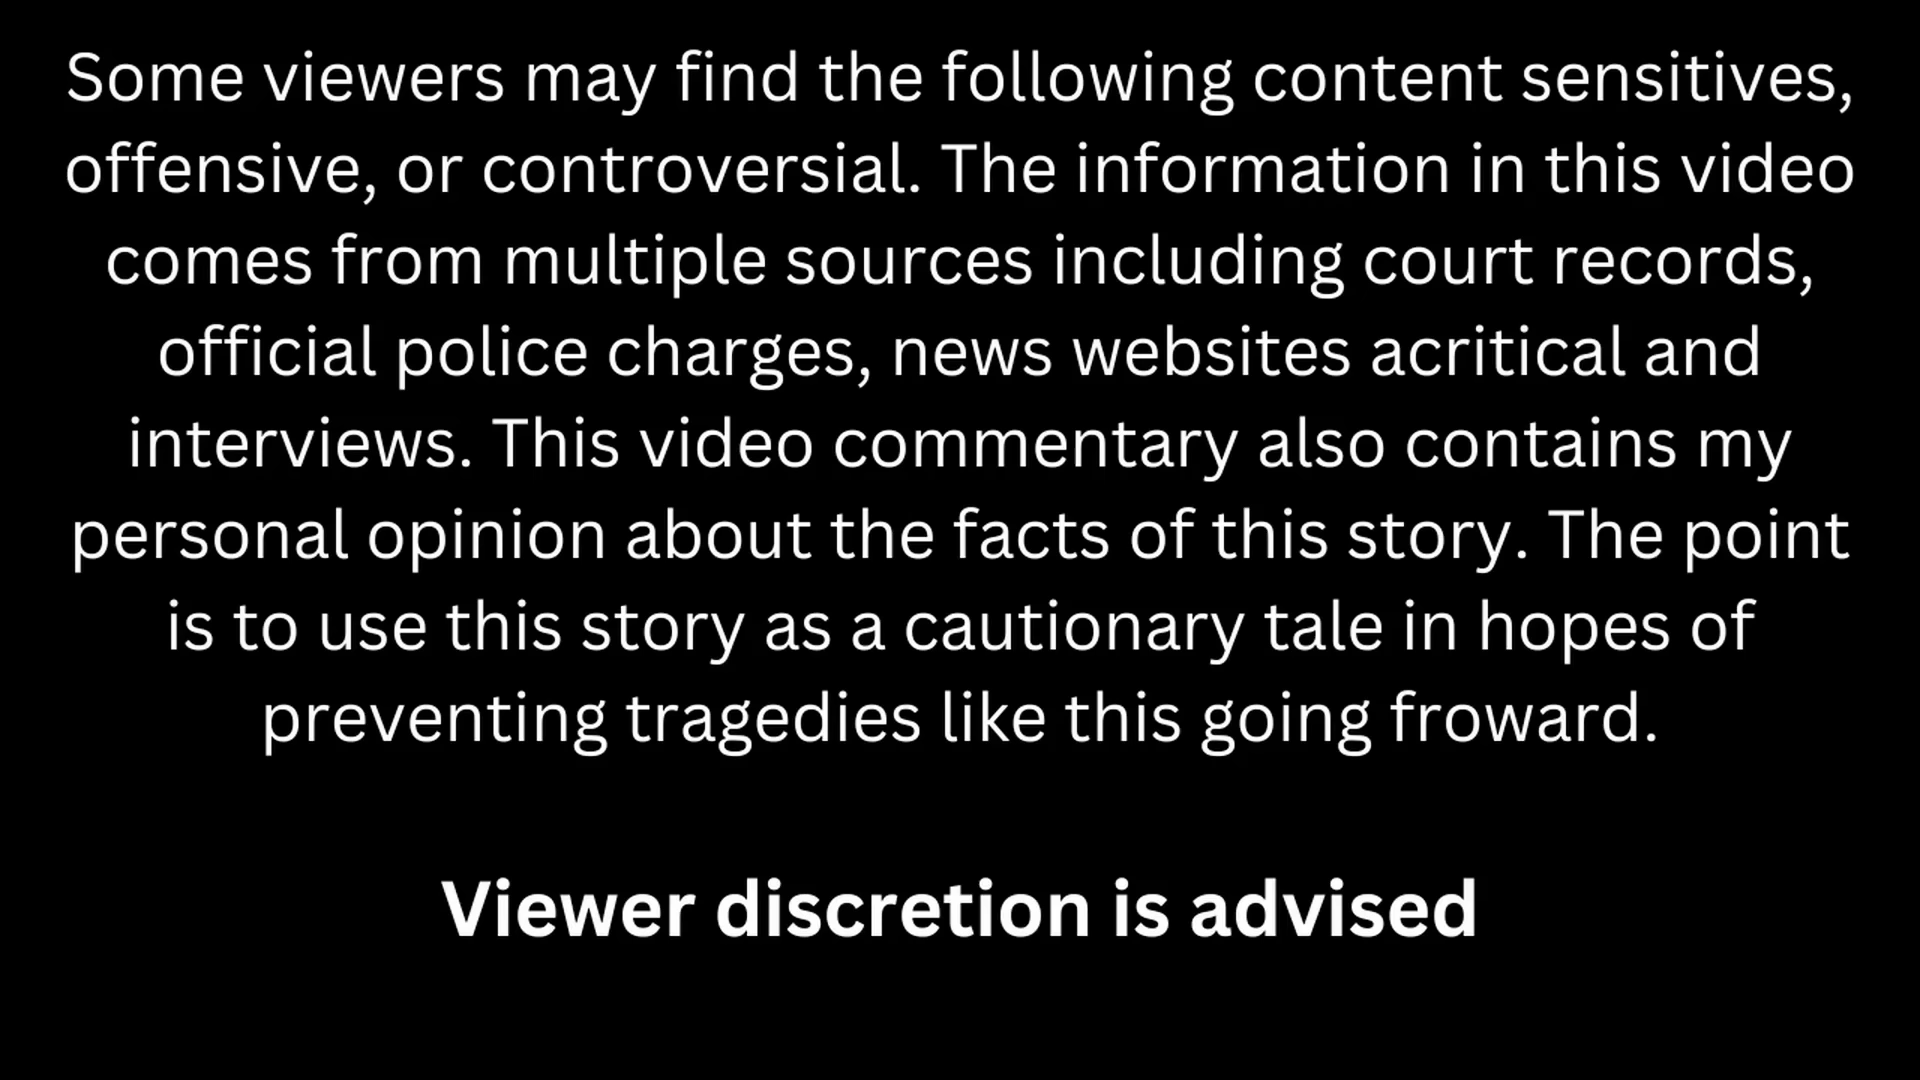 Some viewers may find the following content sensitives,
offensive, or controversial. The information in this video
comes from multiple sources including court records,
official police charges, news websites acritical and
interviews. This video commentary also contains my
personal opinion about the facts of this story. The point
is to use this story as a cautionary tale in hopes of
preventing tragedies like this going froward.
Viewer discretion is advised